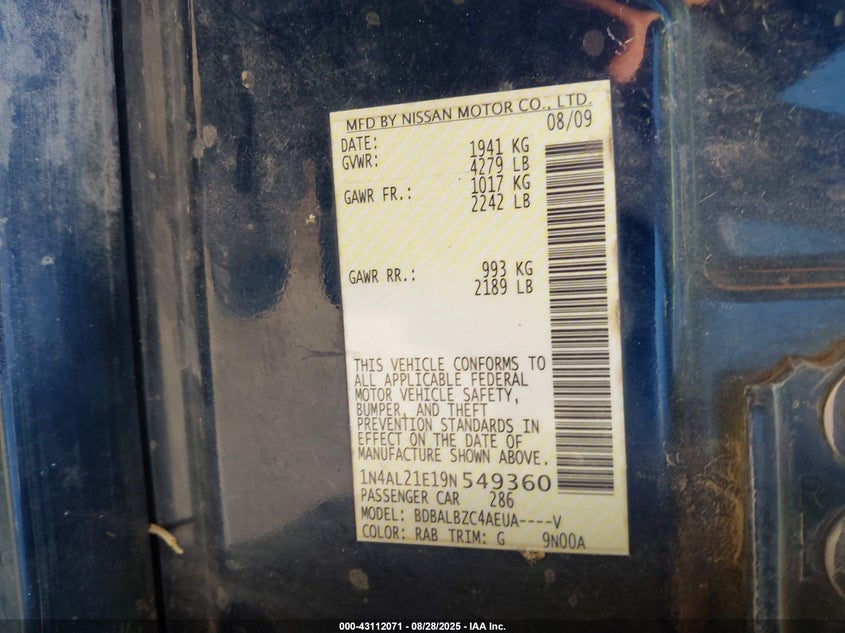 MFD BY NISSAN MOTOR CO., LTD.
DATE: 08/09
GVWR: 1941 KG
4279 LB
GAWR FR.: 1017 KG
2242 LB
GAWR RR.: 993 KG
2189 LB
THIS VEHICLE CONFORMS TO
ALL APPLICABLE FEDERAL
MOTOR VEHICLE SAFETY,
BUMPER, AND THEFT
PREVENTION STANDARDS IN
EFFECT ON THE DATE OF
MANUFACTURE SHOWN ABOVE.
1N4AL21E19N549360
PASSENGER CAR 286
MODEL: BDBALBZC4AEUA----V
COLOR: RAB TRIM: G 9N00A
000-43112071 - 08/28/2025 - IAA Inc.